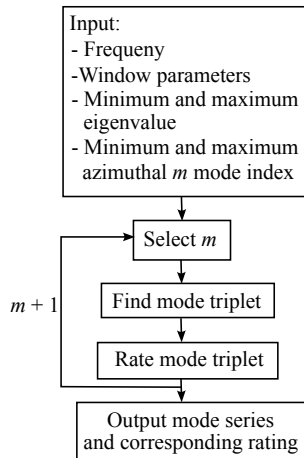 Input:
- Frequeny
-Window parameters
- Minimum and maximum
eigenvalue
- Minimum and maximum
azimuthal m mode index
Select m
m + 1
Find mode triplet
Rate mode triplet
Output mode series
and corresponding rating